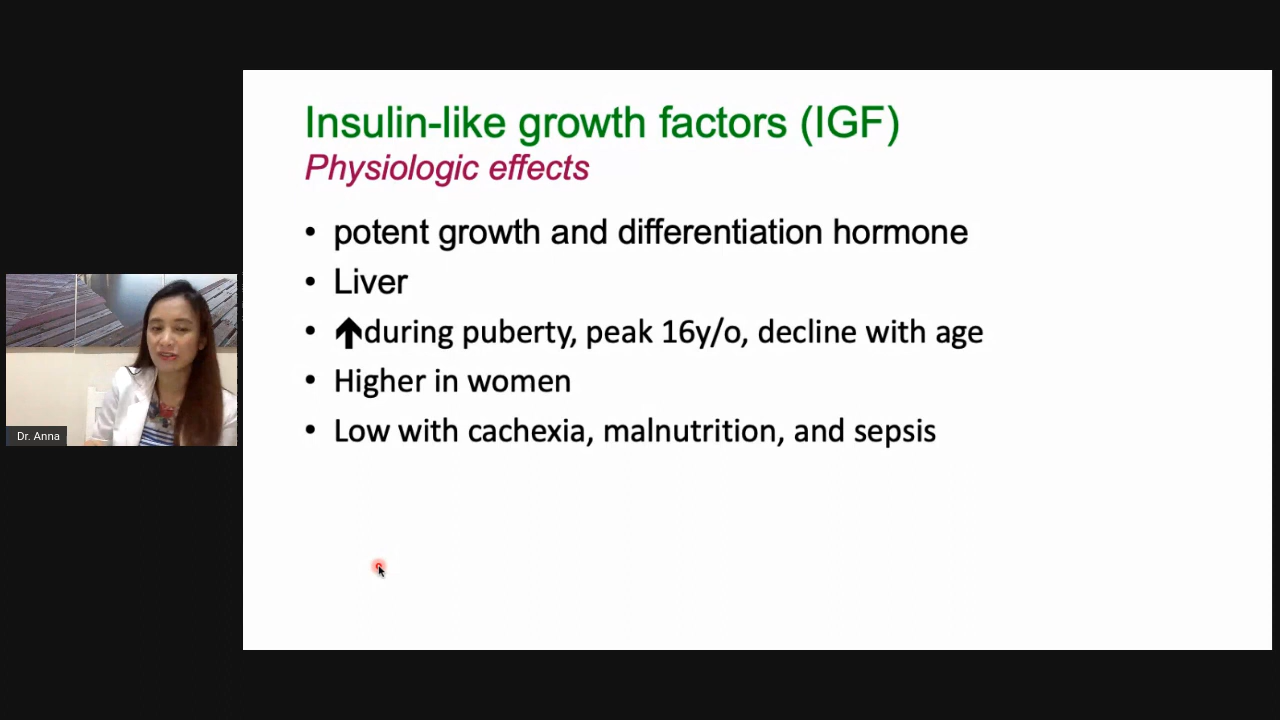 Insulin-like growth factors (IGF)
Physiologic effects
• potent growth and differentiation hormone
• Liver
• ⬆during puberty, peak 16y/o, decline with age
• Higher in women
• Low with cachexia, malnutrition, and sepsis
Dr. Anna